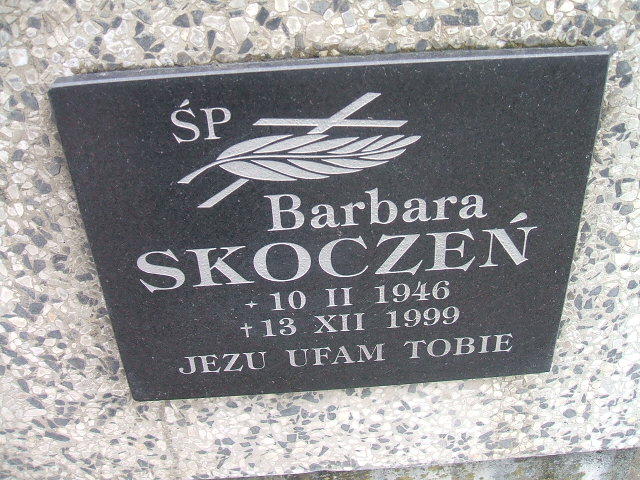 ŚP
Barbara
SKOCZEŃ
* 10 II 1946
† 13 XII 1999
JEZU UFAM TOBIE